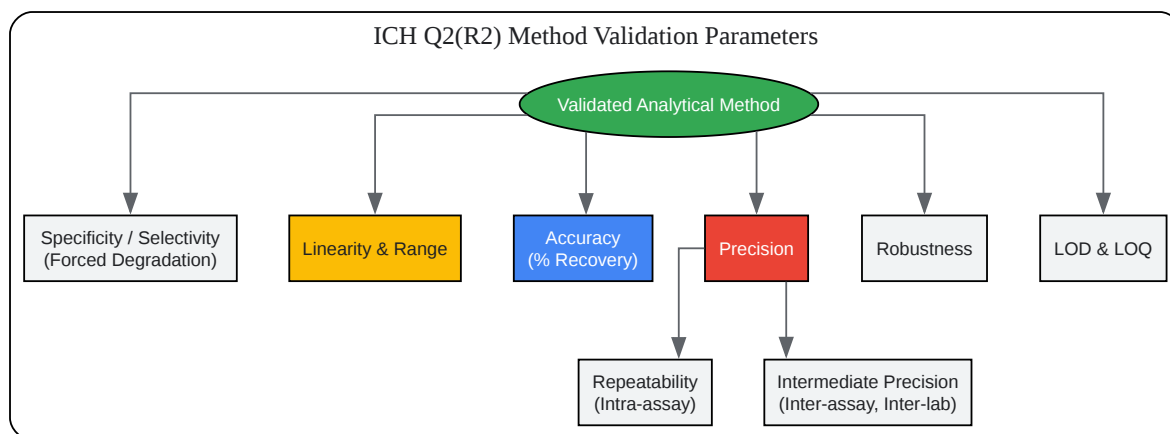 ICH Q2(R2) Method Validation Parameters
Validated Analytical Method
Specificity / Selectivity
(Forced Degradation)
Linearity & Range
Accuracy
(% Recovery)
Precision
Robustness
LOD & LOQ
Repeatability
(Intra-assay)
Intermediate Precision
(Inter-assay, Inter-lab)